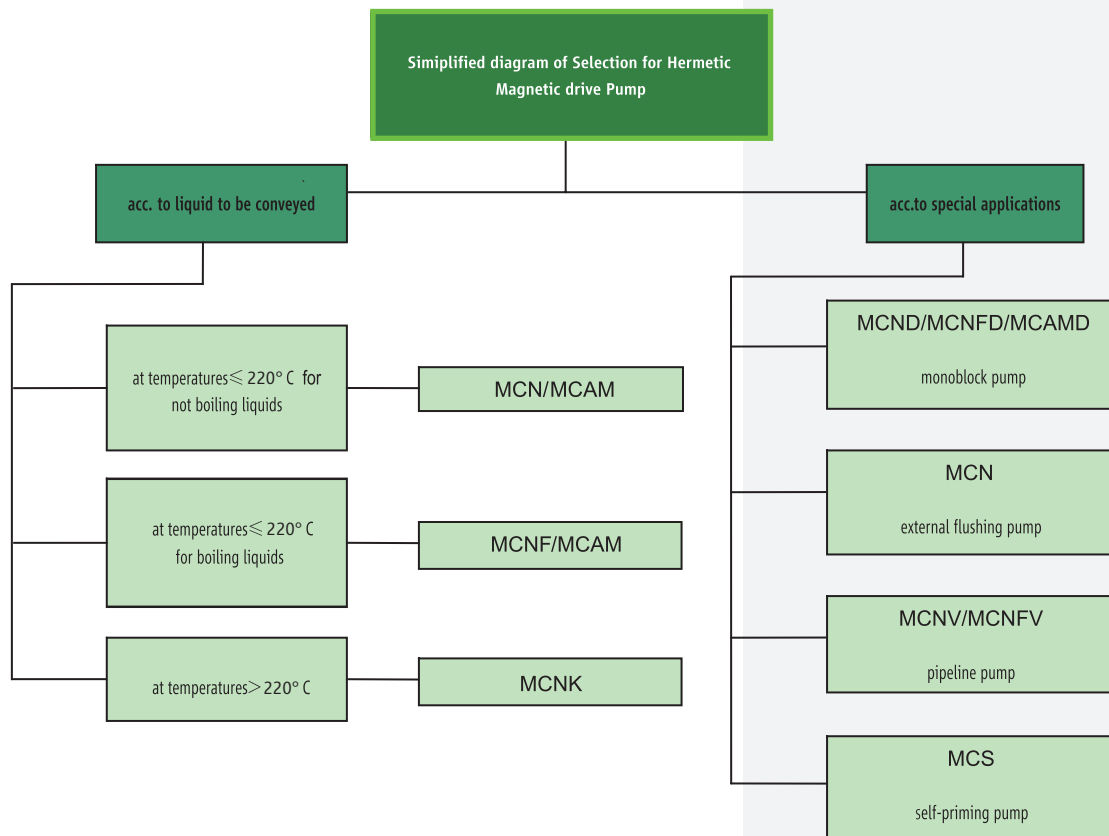 Simiplified diagram of Selection for Hermetic
Magnetic drive Pump
acc. to liquid to be conveyed
acc.to special applications
at temperatures≤ 220° C for
not boiling liquids
MCN/MCAM
at temperatures≤ 220° C
for boiling liquids
MCNF/MCAM
at temperatures>220° C
MCNK
MCND/MCNFD/MCAMD
monoblock pump
MCN
external flushing pump
MCNV/MCNFV
pipeline pump
MCS
self-priming pump